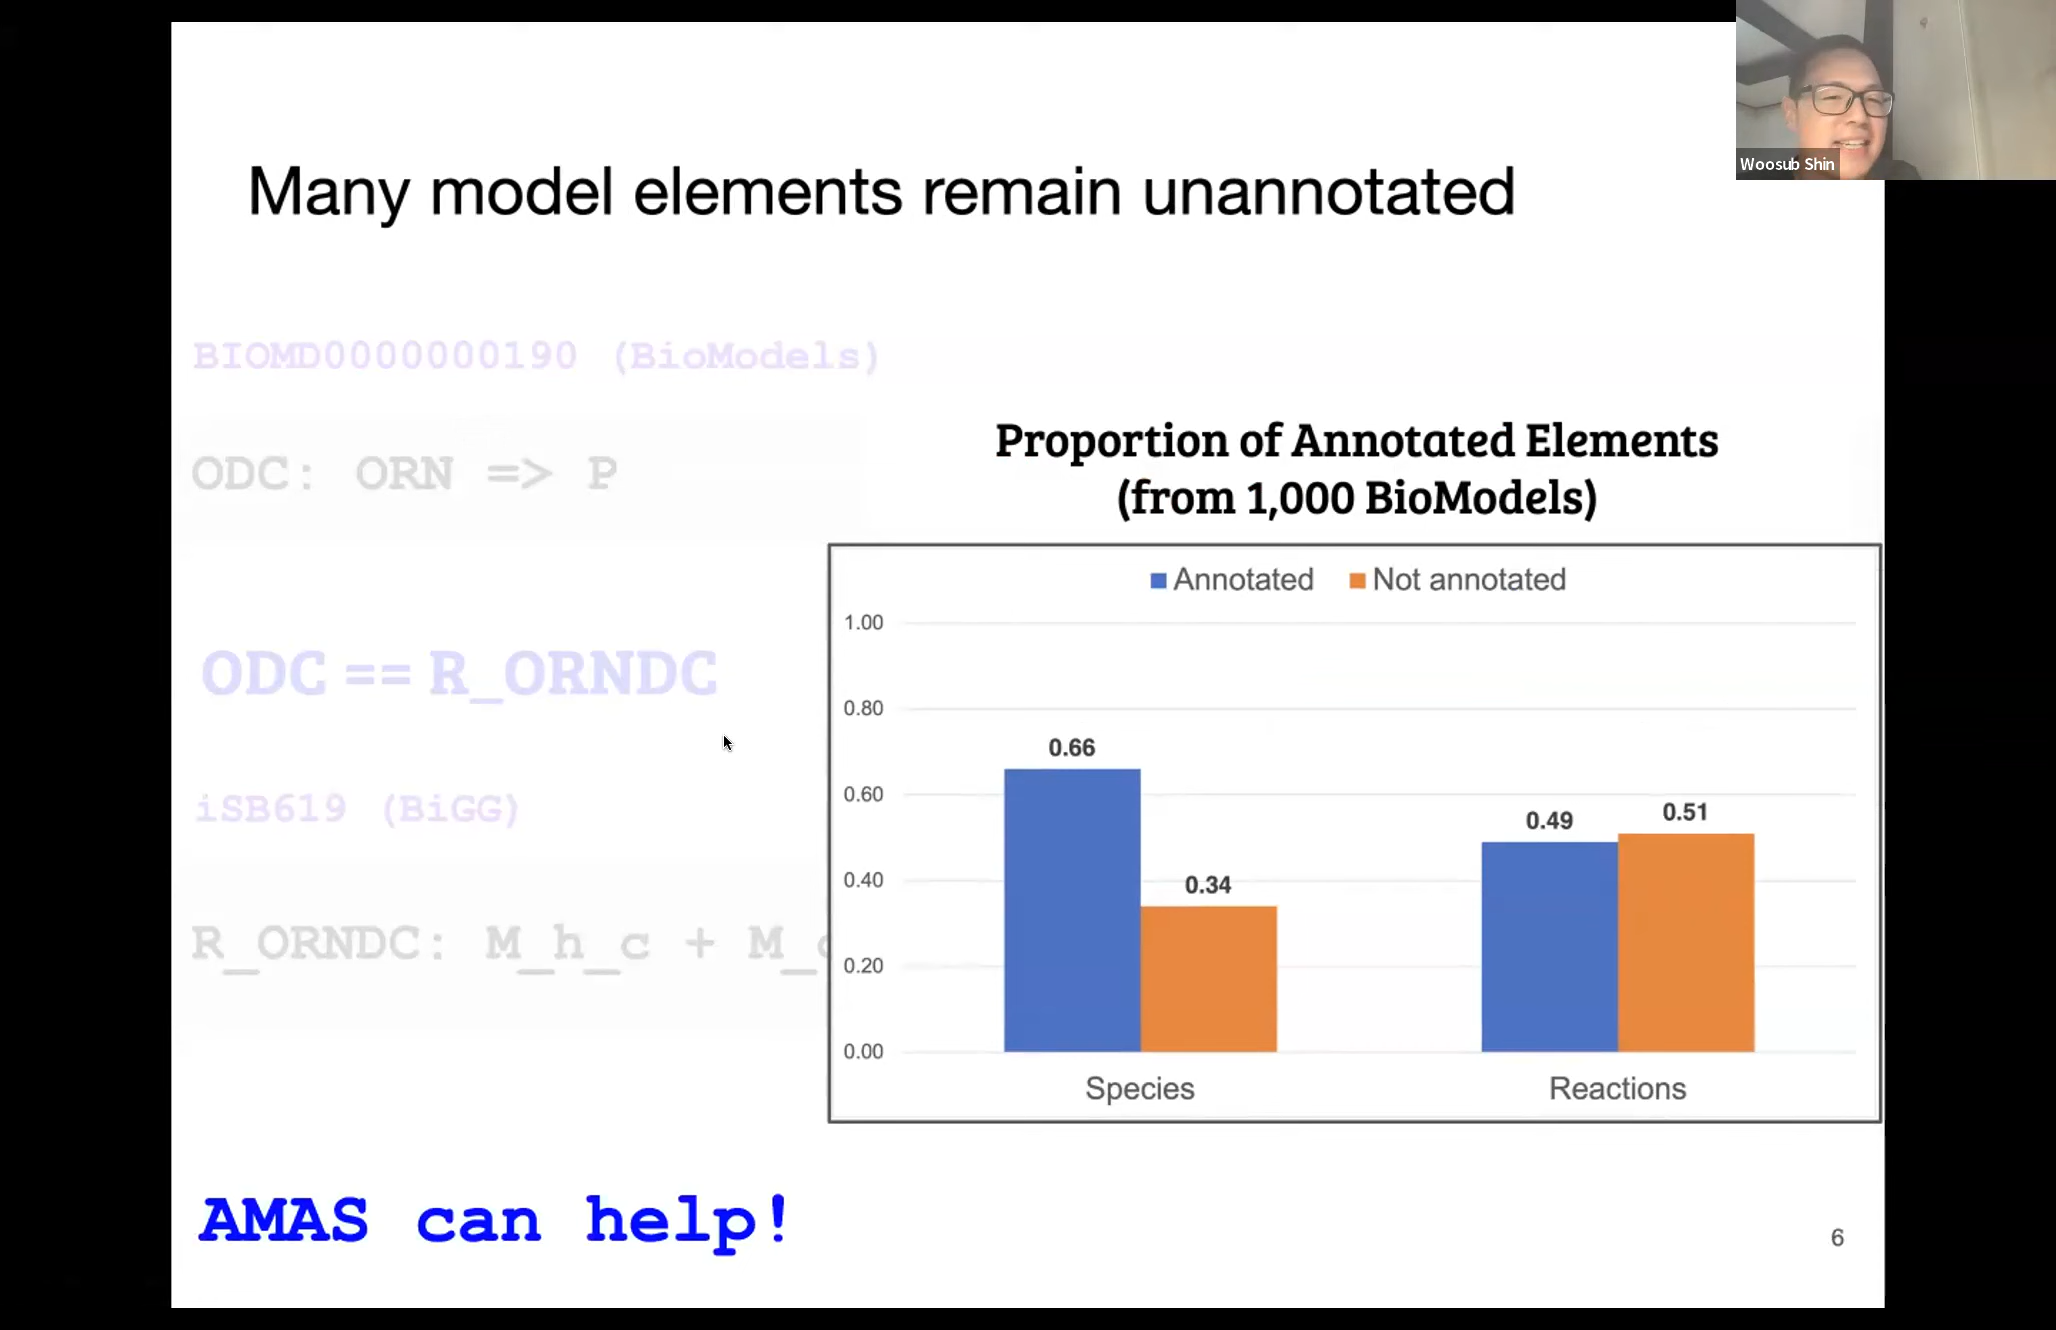 Woosub Shin
Many model elements remain unannotated
BIOMD0000000190 (BioModels)
ODC: ORN => P
ODC == R_ORNDC
iSB619 (BiGG)
R_ORNDC: M_h_c + M_
Proportion of Annotated Elements
(from 1,000 BioModels)
Annotated Not annotated
1.00
0.80
0.60
0.40
0.20
0.00
0.66
0.34
0.49
0.51
Species Reactions
AMAS can help!
6